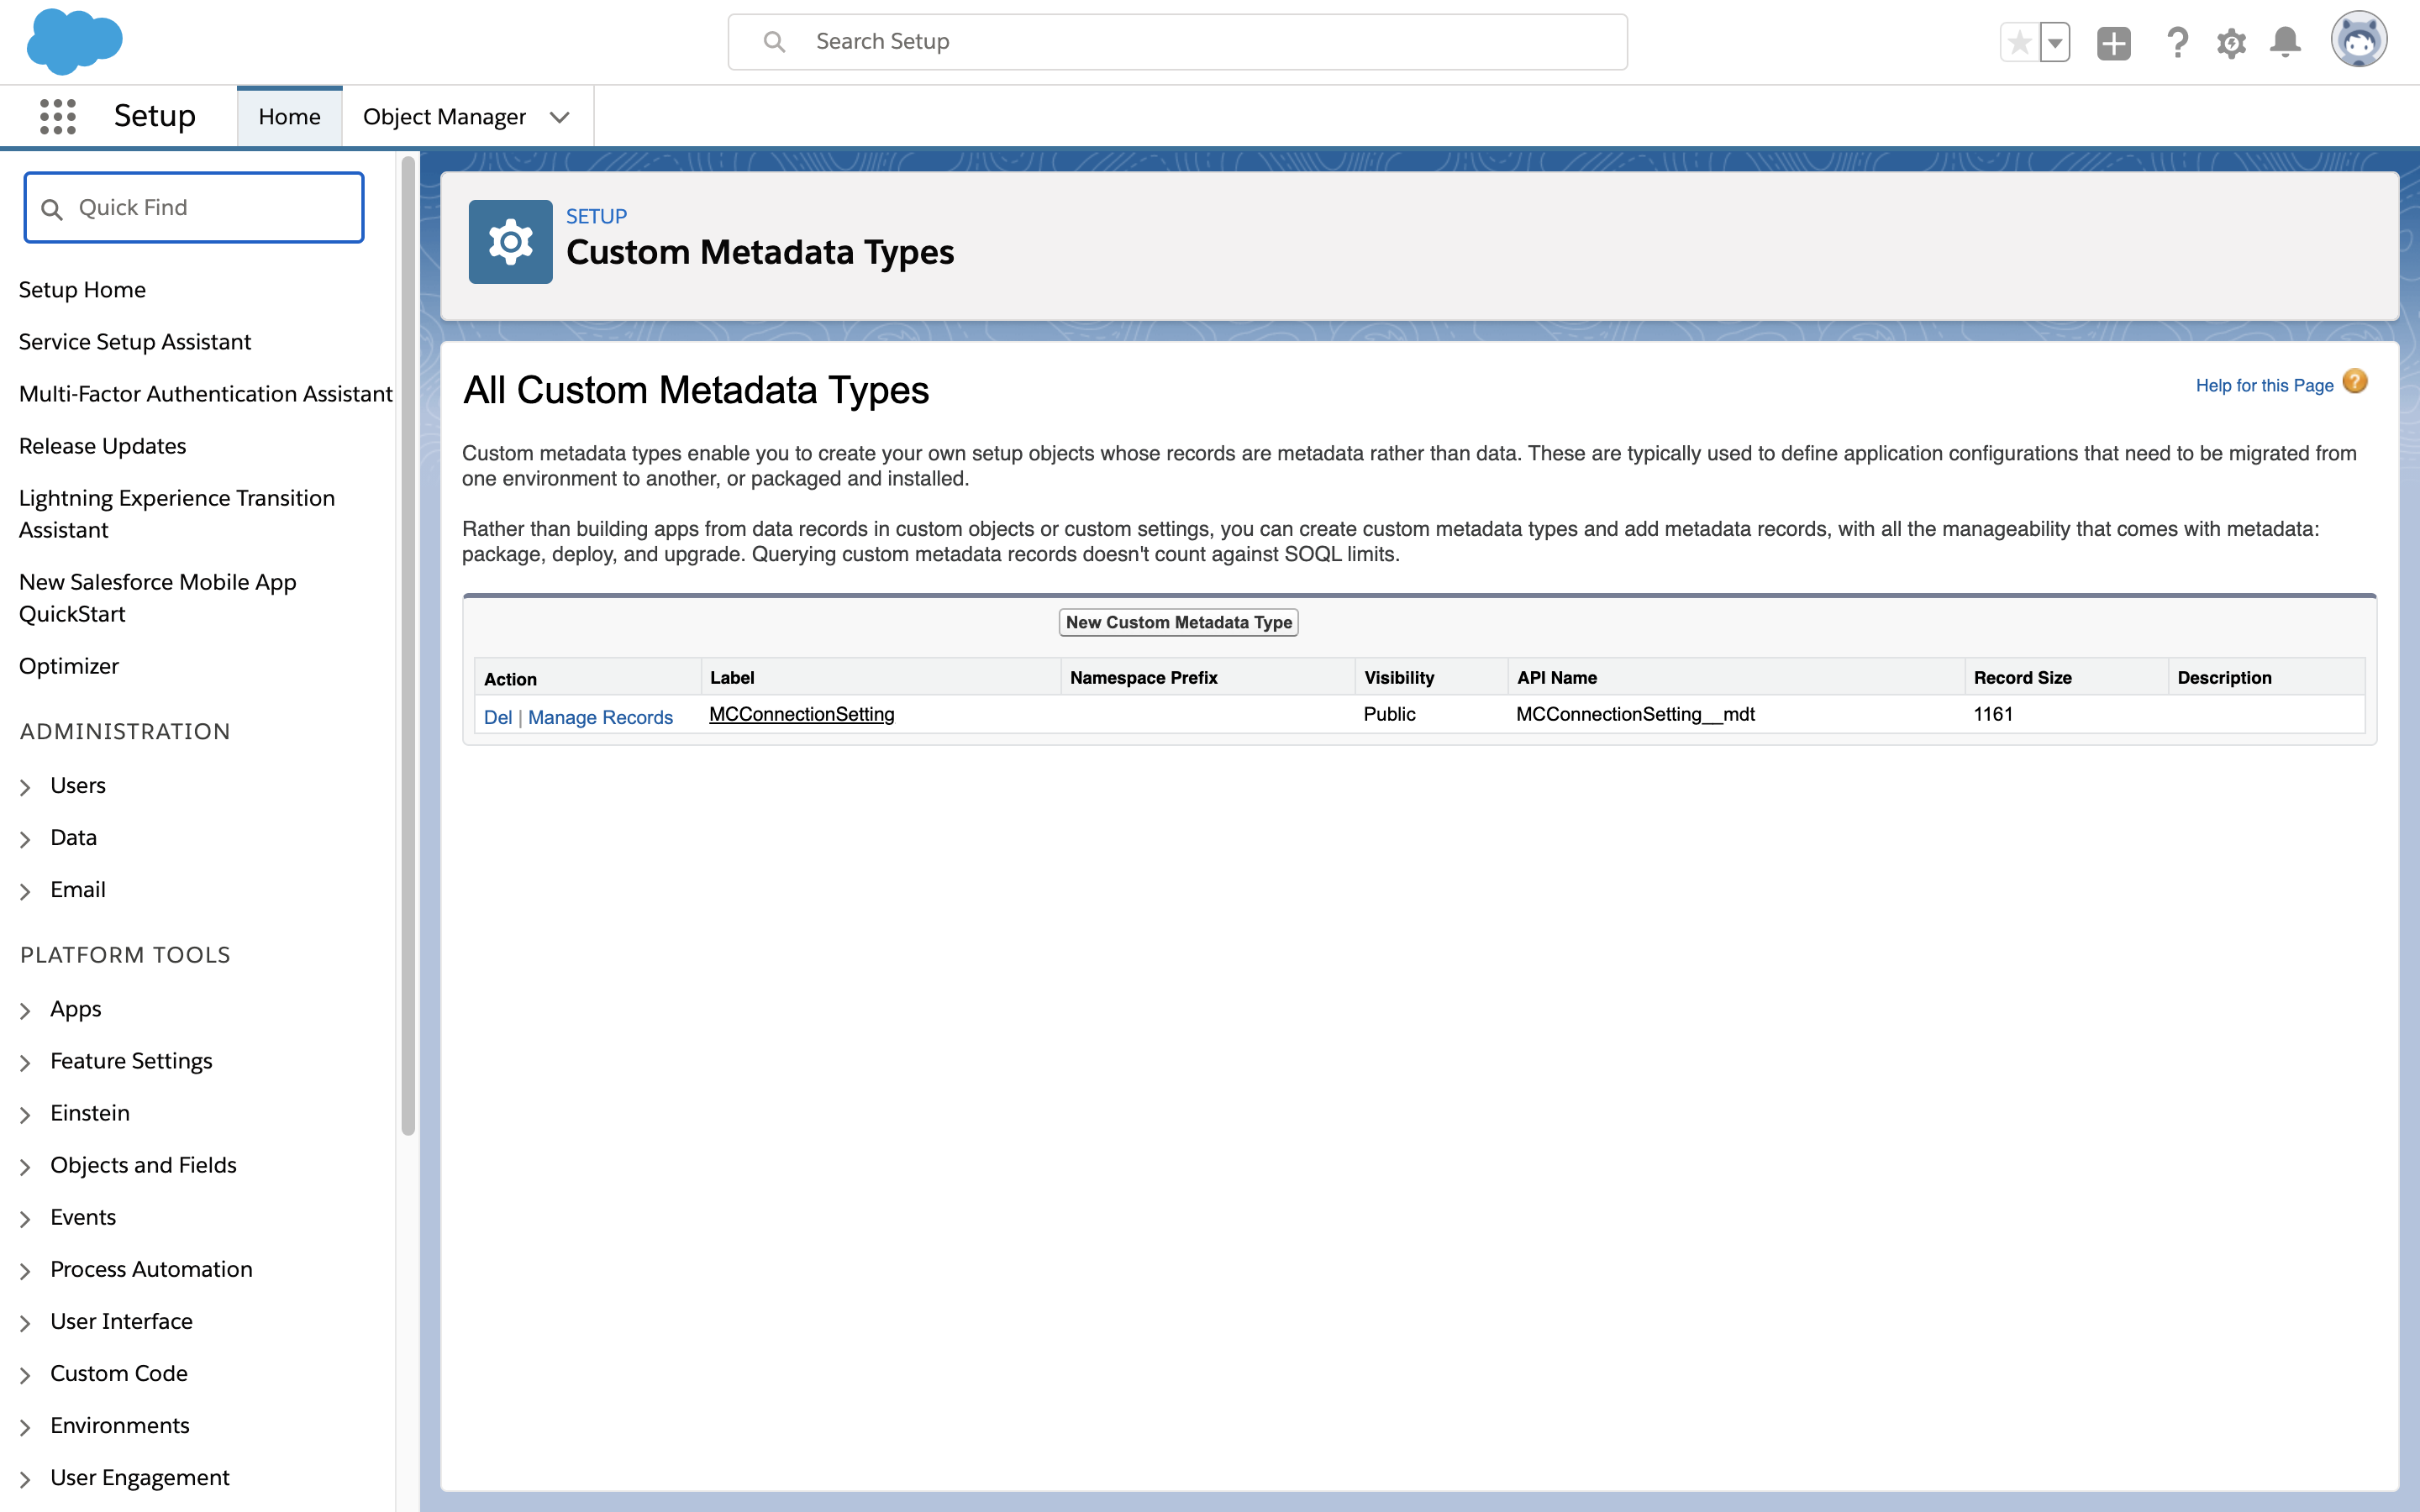 Search Setup
Setup
Home
Object Manager
Quick Find
Setup Home
Service Setup Assistant
Multi-Factor Authentication Assistant
Release Updates
Lightning Experience Transition
Assistant
New Salesforce Mobile App
QuickStart
Optimizer
ADMINISTRATION
Users
Data
Email
PLATFORM TOOLS
Apps
Feature Settings
Einstein
Objects and Fields
Events
Process Automation
User Interface
Custom Code
Environments
User Engagement
SETUP
Custom Metadata Types
All Custom Metadata Types
Help for this Page
Custom metadata types enable you to create your own setup objects whose records are metadata rather than data. These are typically used to define application configurations that need to be migrated from
one environment to another, or packaged and installed.
Rather than building apps from data records in custom objects or custom settings, you can create custom metadata types and add metadata records, with all the manageability that comes with metadata:
package, deploy, and upgrade. Querying custom metadata records doesn't count against SOQL limits.
New Custom Metadata Type
Action Label Namespace Prefix Visibility API Name Record Size Description
Del | Manage Records MCConnectionSetting Public MCConnectionSetting__mdt 1161